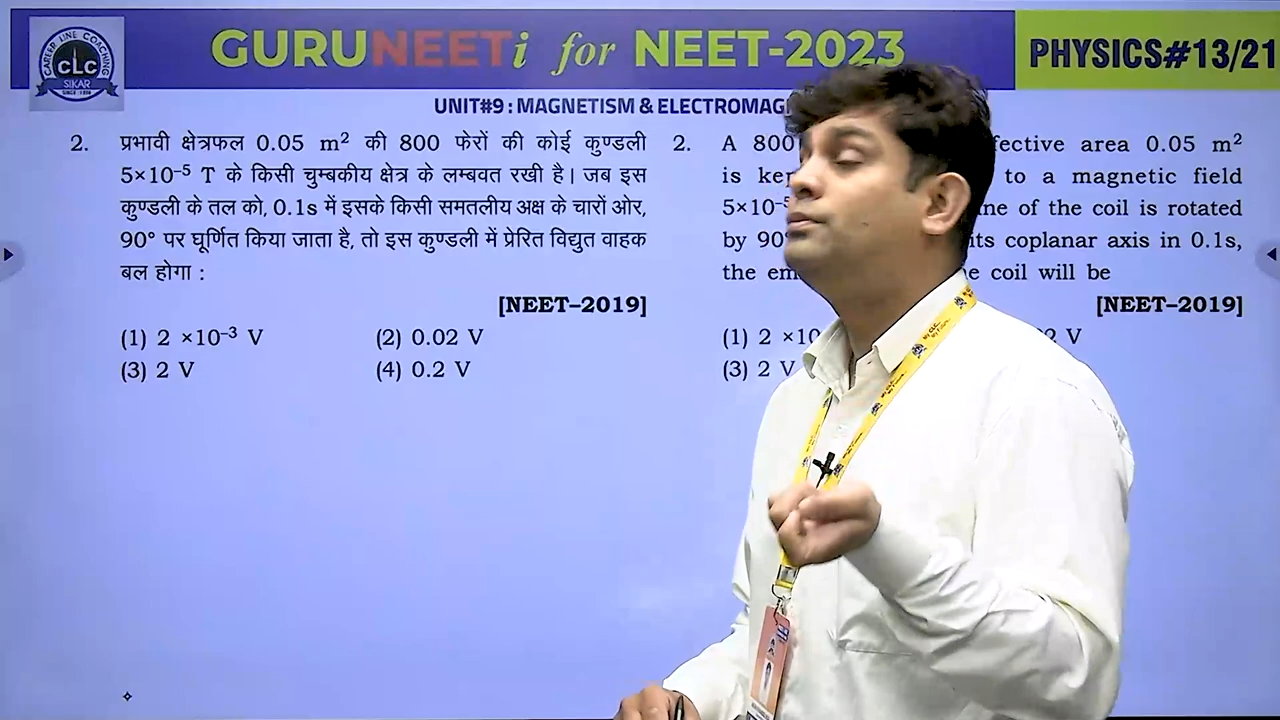 GURUNEETi for NEET-2023
PHYSICS#13/21
CAREER LINE COACHING
CLC
SIKAR
SINCE 1996
UNIT#9 : MAGNETISM & ELECTROMAG
2. प्रभावी क्षेत्रफल 0.05 m² की 800 फेरों की कोई कुण्डली
5×10⁻⁵ T के किसी चुम्बकीय क्षेत्र के लम्बवत रखी है। जब इस
कुण्डली के तल को, 0.1s में इसके किसी समतलीय अक्ष के चारों ओर,
90° पर घूर्णित किया जाता है, तो इस कुण्डली में प्रेरित विद्युत वाहक
बल होगा :
[NEET–2019]
(1) 2 ×10⁻³ V (2) 0.02 V
(3) 2 V (4) 0.2 V
2. A 800 fective area 0.05 m²
is to a magnetic field
5×10⁻⁵ ne of the coil is rotated
by 90 its coplanar axis in 0.1s,
the em e coil will be
[NEET–2019]
(1) 2 ×10 2 V
(3) 2 V